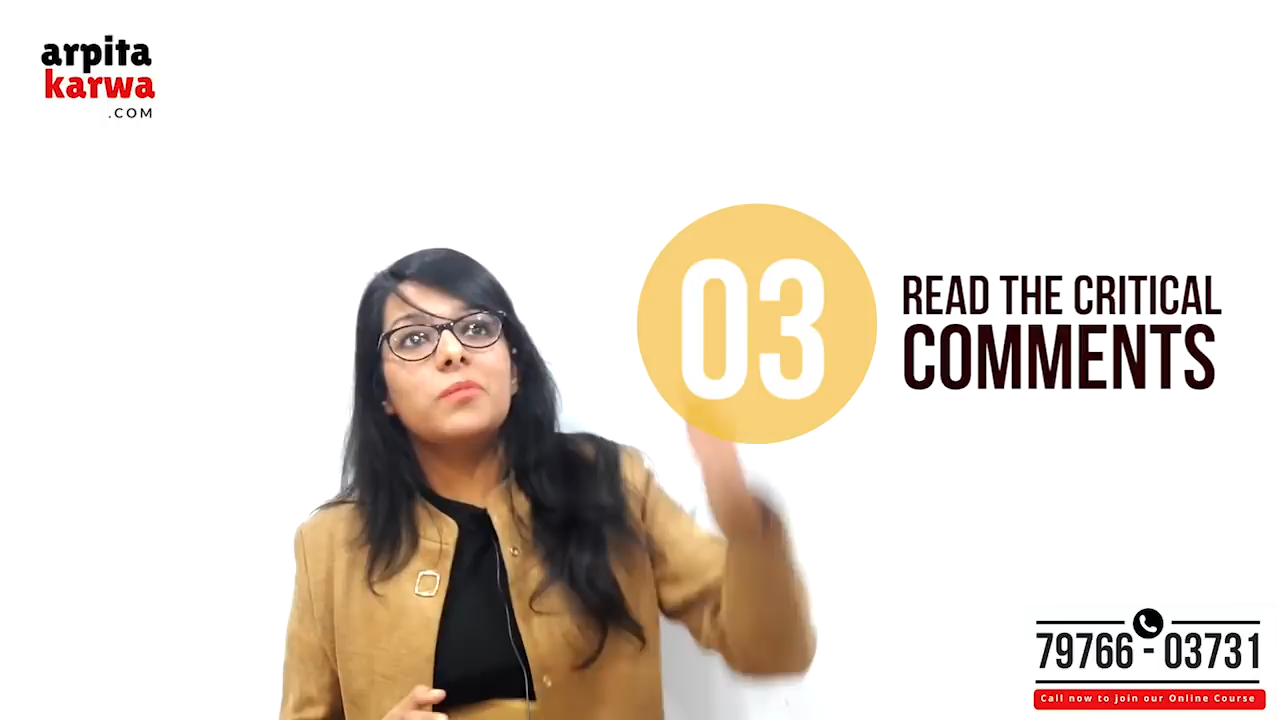 arpita
karwa
.COM
03
READ THE CRITICAL
COMMENTS
79766 - 03731
Call now to join our Online Course